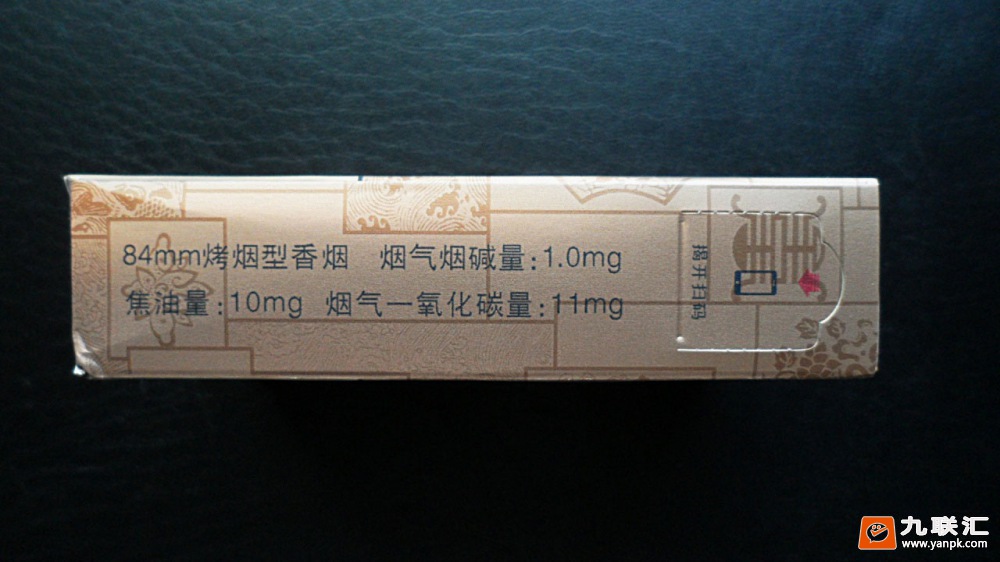 84mm烤烟型香烟 烟气烟碱量:1.0mg
焦油量:10mg 烟气一氧化碳量:11mg
揭开扫码
九联汇
www.yanpk.com